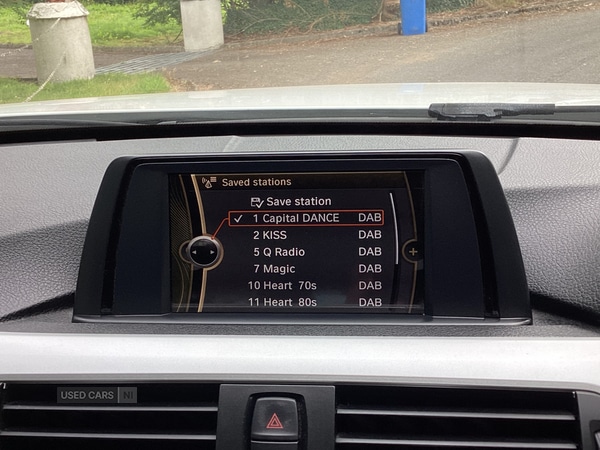 Saved stations
Save station
1 Capital DANCE DAB
2 KISS DAB
5 Q Radio DAB
7 Magic DAB
10 Heart 70s DAB
11 Heart 80s DAB
USED CARS NI